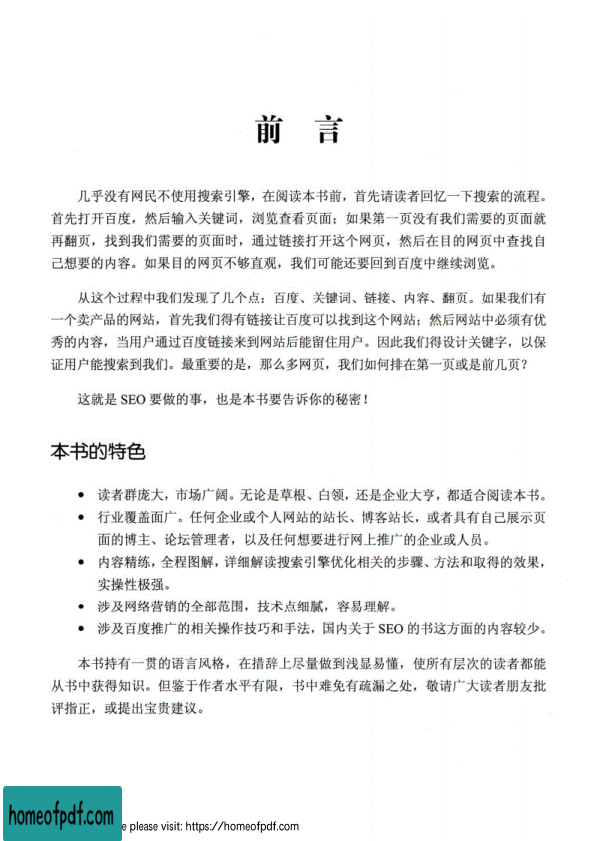 前 言
几乎没有网民不使用搜索引擎，在阅读本书前，首先请读者回忆一下搜索的流程。
首先打开百度，然后输入关键词，浏览查看页面；如果第一页没有我们需要的页面就
再翻页，找到我们需要的页面时，通过链接打开这个网页，然后在目的网页中查找自
己想要的内容。如果目的网页不够直观，我们可能还要回到百度中继续浏览。
从这个过程中我们发现了几个点：百度、关键词、链接、内容、翻页。如果我们有
一个卖产品的网站，首先我们得有链接让百度可以找到这个网站；然后网站中必须有优
秀的内容，当用户通过百度链接来到网站后能留住用户。因此我们得设计关键字，以保
证用户能搜索到我们。最重要的是，那么多网页，我们如何排在第一页或是前几页？
这就是 SEO 要做的事，也是本书要告诉你的秘密！
本书的特色
● 读者群庞大，市场广阔。无论是草根、白领，还是企业大亨，都适合阅读本书。
● 行业覆盖面广。任何企业或个人网站的站长、博客站长，或者具有自己展示页
面的博主、论坛管理者，以及任何想要进行网上推广的企业或人员。
● 内容精练，全程图解，详细解读搜索引擎优化相关的步骤、方法和取得的效果，
实操性极强。
● 涉及网络营销的全部范围，技术点细腻，容易理解。
● 涉及百度推广的相关操作技巧和手法，国内关于 SEO 的书这方面的内容较少。
本书持有一贯的语言风格，在措辞上尽量做到浅显易懂，使所有层次的读者都能
从书中获得知识。但鉴于作者水平有限，书中难免有疏漏之处，敬请广大读者朋友批
评指正，或提出宝贵建议。
homeofpdf.com
e please visit: https://homeofpdf.com